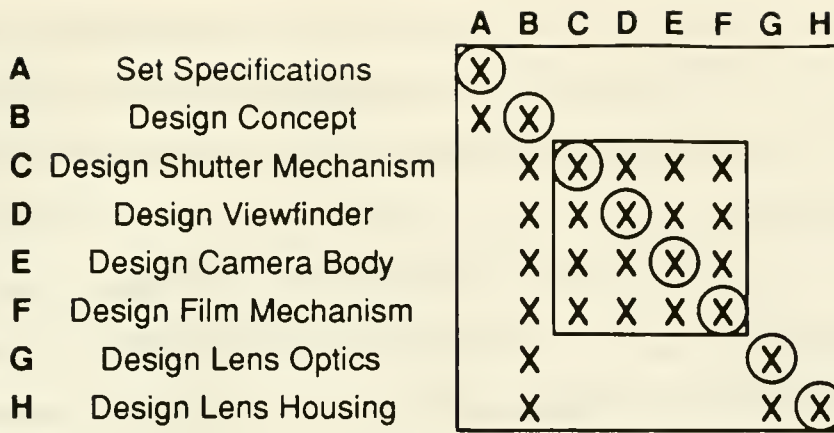 A B C D E F G H
A Set Specifications X
B Design Concept X X
C Design Shutter Mechanism X X X X X
D Design Viewfinder X X X X X
E Design Camera Body X X X X X
F Design Film Mechanism X X X X X
G Design Lens Optics X X
H Design Lens Housing X X X